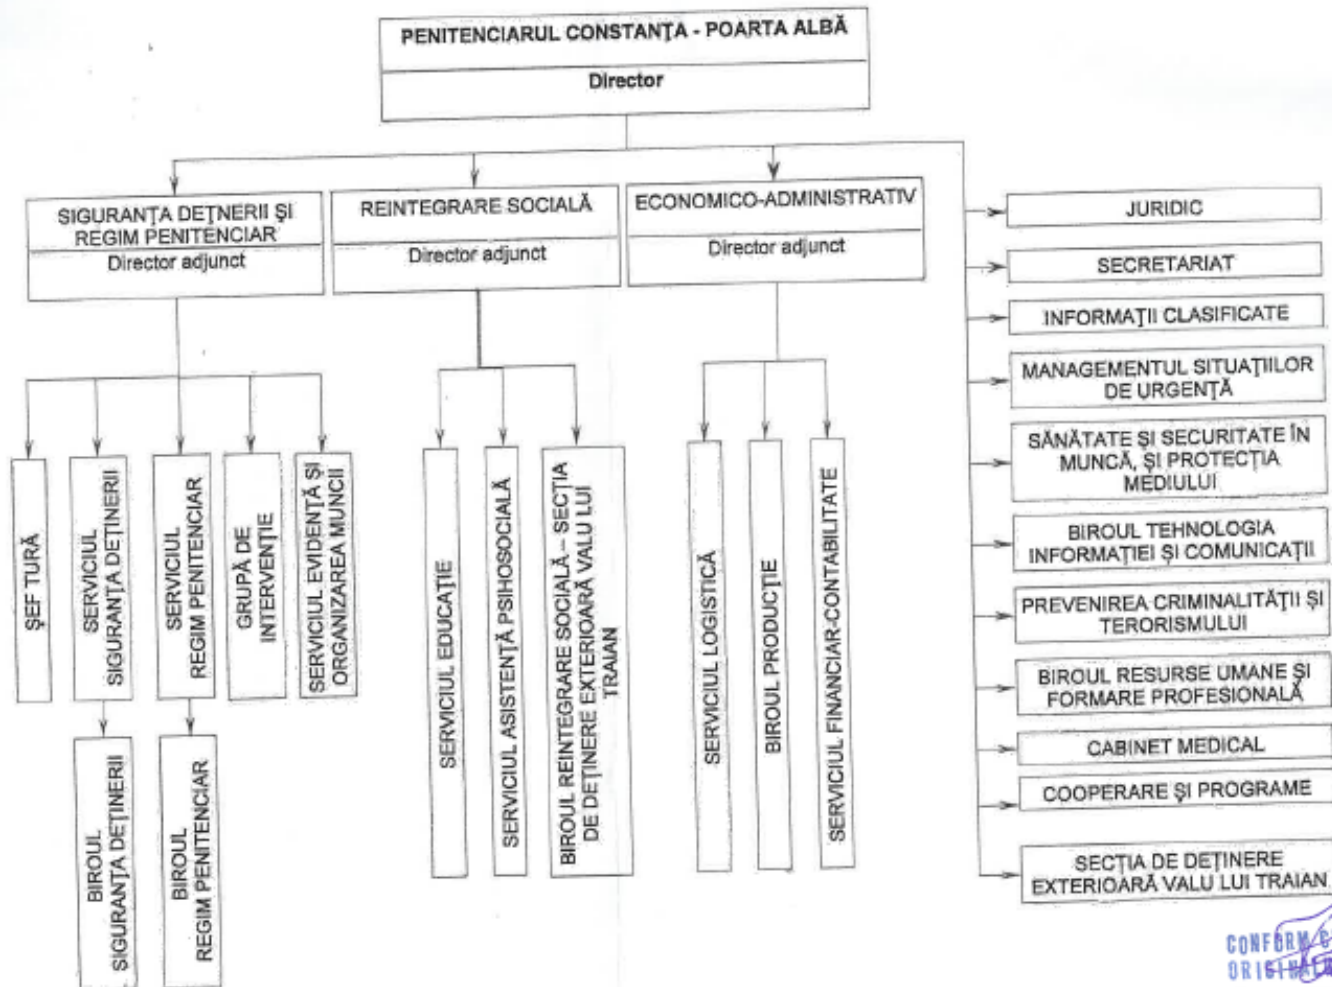 PENITENCIARUL CONSTANȚA - POARTA ALBĂ
Director
SIGURANȚA DEȚNERII ȘI
REGIM PENITENCIAR
Director adjunct
REINTEGRARE SOCIALĂ
Director adjunct
ECONOMICO-ADMINISTRATIV
Director adjunct
ȘEF TURĂ
SERVICIUL
SIGURANȚA DEȚINERII
SERVICIUL
REGIM PENITENCIAR
GRUPĂ DE
INTERVENȚIE
SERVICIUL EVIDENȚĂ ȘI
ORGANIZAREA MUNCII
BIROUL
SIGURANȚA DEȚINERII
BIROUL
REGIM PENITENCIAR
SERVICIUL EDUCAȚIE
SERVICIUL ASISTENȚĂ PSIHOSOCIALĂ
BIROUL REINTEGRARE SOCIALĂ – SECȚIA
DE DEȚINERE EXTERIOARĂ VALU LUI
TRAIAN
SERVICIUL LOGISTICĂ
BIROUL PRODUCȚIE
SERVICIUL FINANCIAR-CONTABILITATE
JURIDIC
SECRETARIAT
INFORMAȚII CLASIFICATE
MANAGEMENTUL SITUAȚIILOR
DE URGENȚĂ
SĂNĂTATE ȘI SECURITATE ÎN
MUNCĂ, ȘI PROTECȚIA
MEDIULUI
BIROUL TEHNOLOGIA
INFORMAȚIEI ȘI COMUNICAȚII
PREVENIREA CRIMINALITĂȚII ȘI
TERORISMULUI
BIROUL RESURSE UMANE ȘI
FORMARE PROFESIONALĂ
CABINET MEDICAL
COOPERARE ȘI PROGRAME
SECȚIA DE DEȚINERE
EXTERIOARĂ VALU LUI TRAIAN
CONFORM